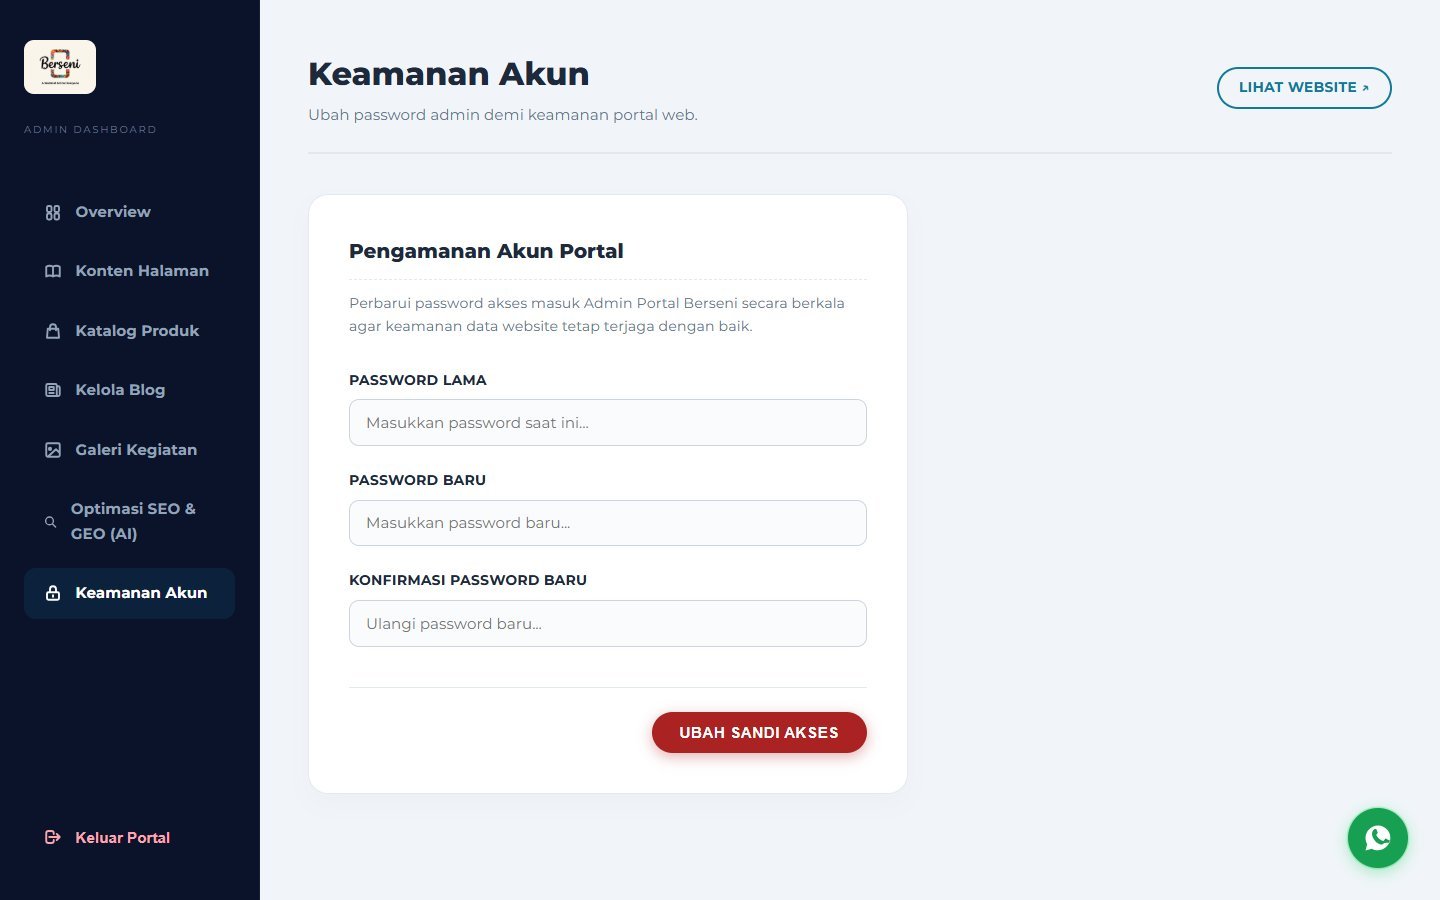 Berseni
ADMIN DASHBOARD
Overview
Konten Halaman
Katalog Produk
Kelola Blog
Galeri Kegiatan
Optimasi SEO &
GEO (AI)
Keamanan Akun
Keluar Portal
Keamanan Akun
Ubah password admin demi keamanan portal web.
LIHAT WEBSITE ↗
Pengamanan Akun Portal
Perbarui password akses masuk Admin Portal Berseni secara berkala
agar keamanan data website tetap terjaga dengan baik.
PASSWORD LAMA
Masukkan password saat ini...
PASSWORD BARU
Masukkan password baru...
KONFIRMASI PASSWORD BARU
Ulangi password baru...
UBAH SANDI AKSES